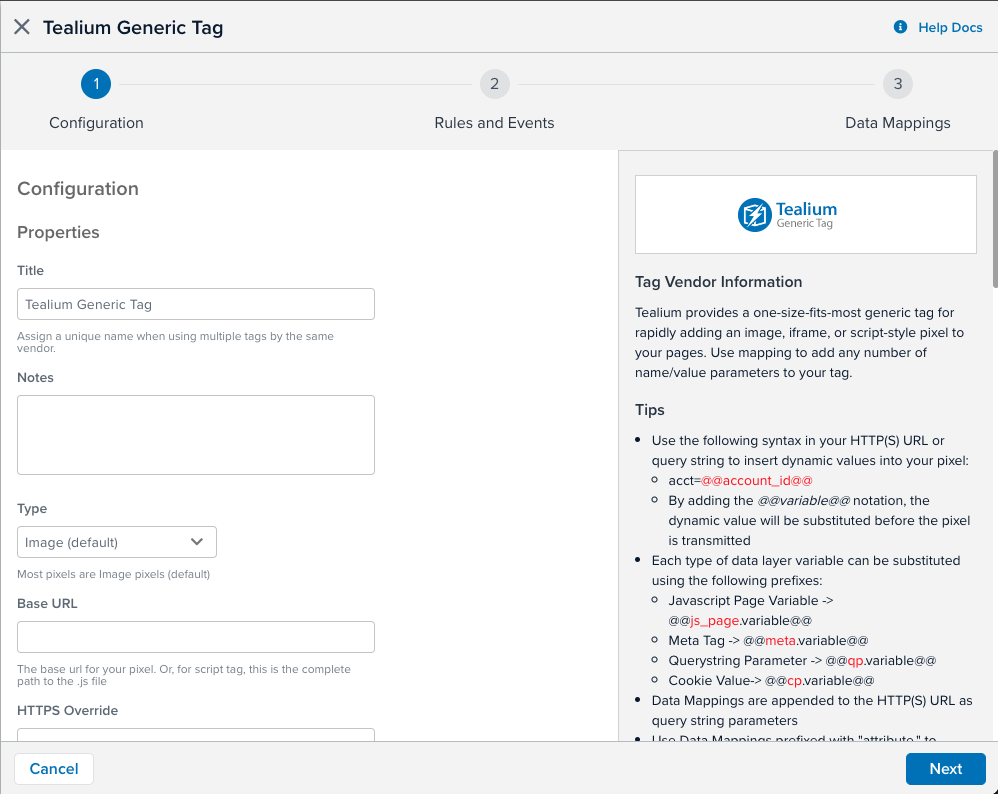 Tealium Generic Tag
Help Docs
1
2
3
Configuration
Rules and Events
Data Mappings
Configuration
Properties
Title
Tealium Generic Tag
Assign a unique name when using multiple tags by the same
vendor.
Notes
Type
Image (default)
Most pixels are Image pixels (default)
Base URL
The base url for your pixel. Or, for script tag, this is the complete
path to the .js file
HTTPS Override
Tealium
Generic Tag
Tag Vendor Information
Tealium provides a one-size-fits-most generic tag for
rapidly adding an image, iframe, or script-style pixel to
your pages. Use mapping to add any number of
name/value parameters to your tag.
Tips
Use the following syntax in your HTTP(S) URL or
query string to insert dynamic values into your pixel:
acct=@@account_id@@
By adding the @@variable@@ notation, the
dynamic value will be substituted before the pixel
is transmitted
Each type of data layer variable can be substituted
using the following prefixes:
Javascript Page Variable ->
@@js_page.variable@@
Meta Tag -> @@meta.variable@@
Querystring Parameter -> @@qp.variable@@
Cookie Value-> @@cp.variable@@
Data Mappings are appended to the HTTP(S) URL as
query string parameters
Use Data Mappings prefixed with "attribute." to
Cancel
Next